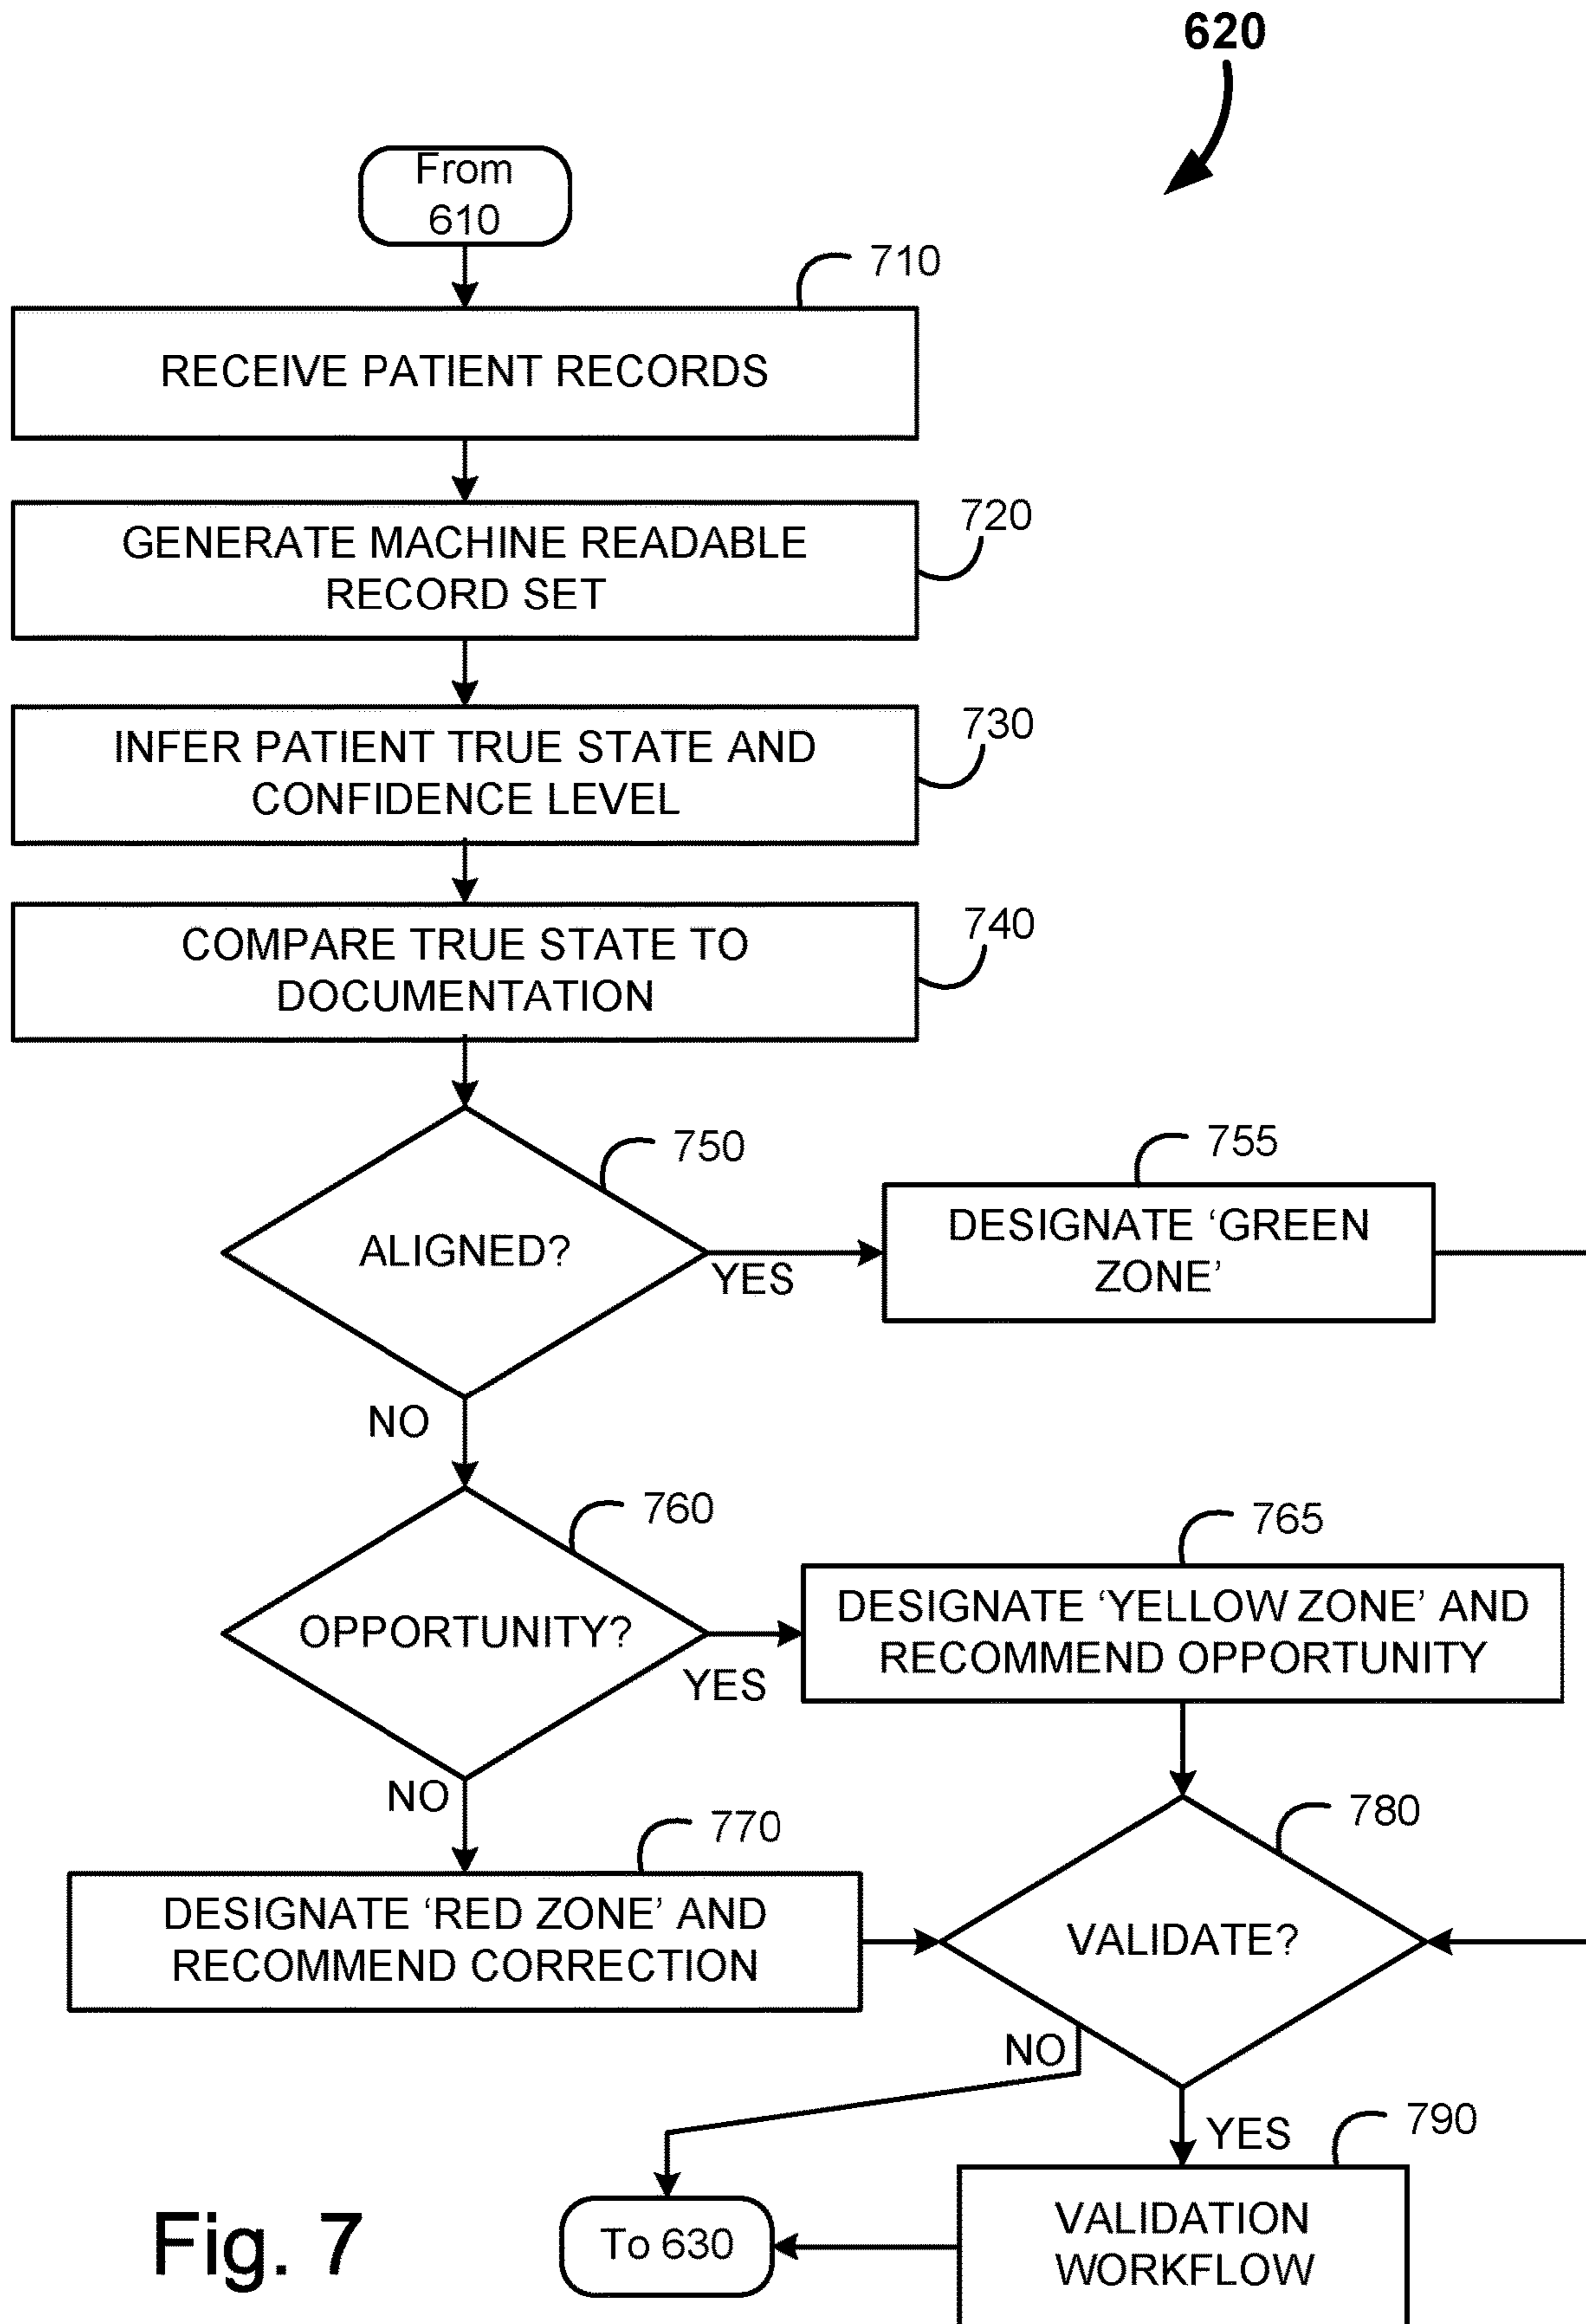 620
From
610
710
RECEIVE PATIENT RECORDS
720
GENERATE MACHINE READABLE
RECORD SET
730
INFER PATIENT TRUE STATE AND
CONFIDENCE LEVEL
740
COMPARE TRUE STATE TO
DOCUMENTATION
750
ALIGNED?
YES
755
DESIGNATE ‘GREEN
ZONE’
NO
760
OPPORTUNITY?
YES
765
DESIGNATE ‘YELLOW ZONE’ AND
RECOMMEND OPPORTUNITY
NO
770
DESIGNATE ‘RED ZONE’ AND
RECOMMEND CORRECTION
780
VALIDATE?
NO
YES
790
VALIDATION
WORKFLOW
To 630
Fig. 7